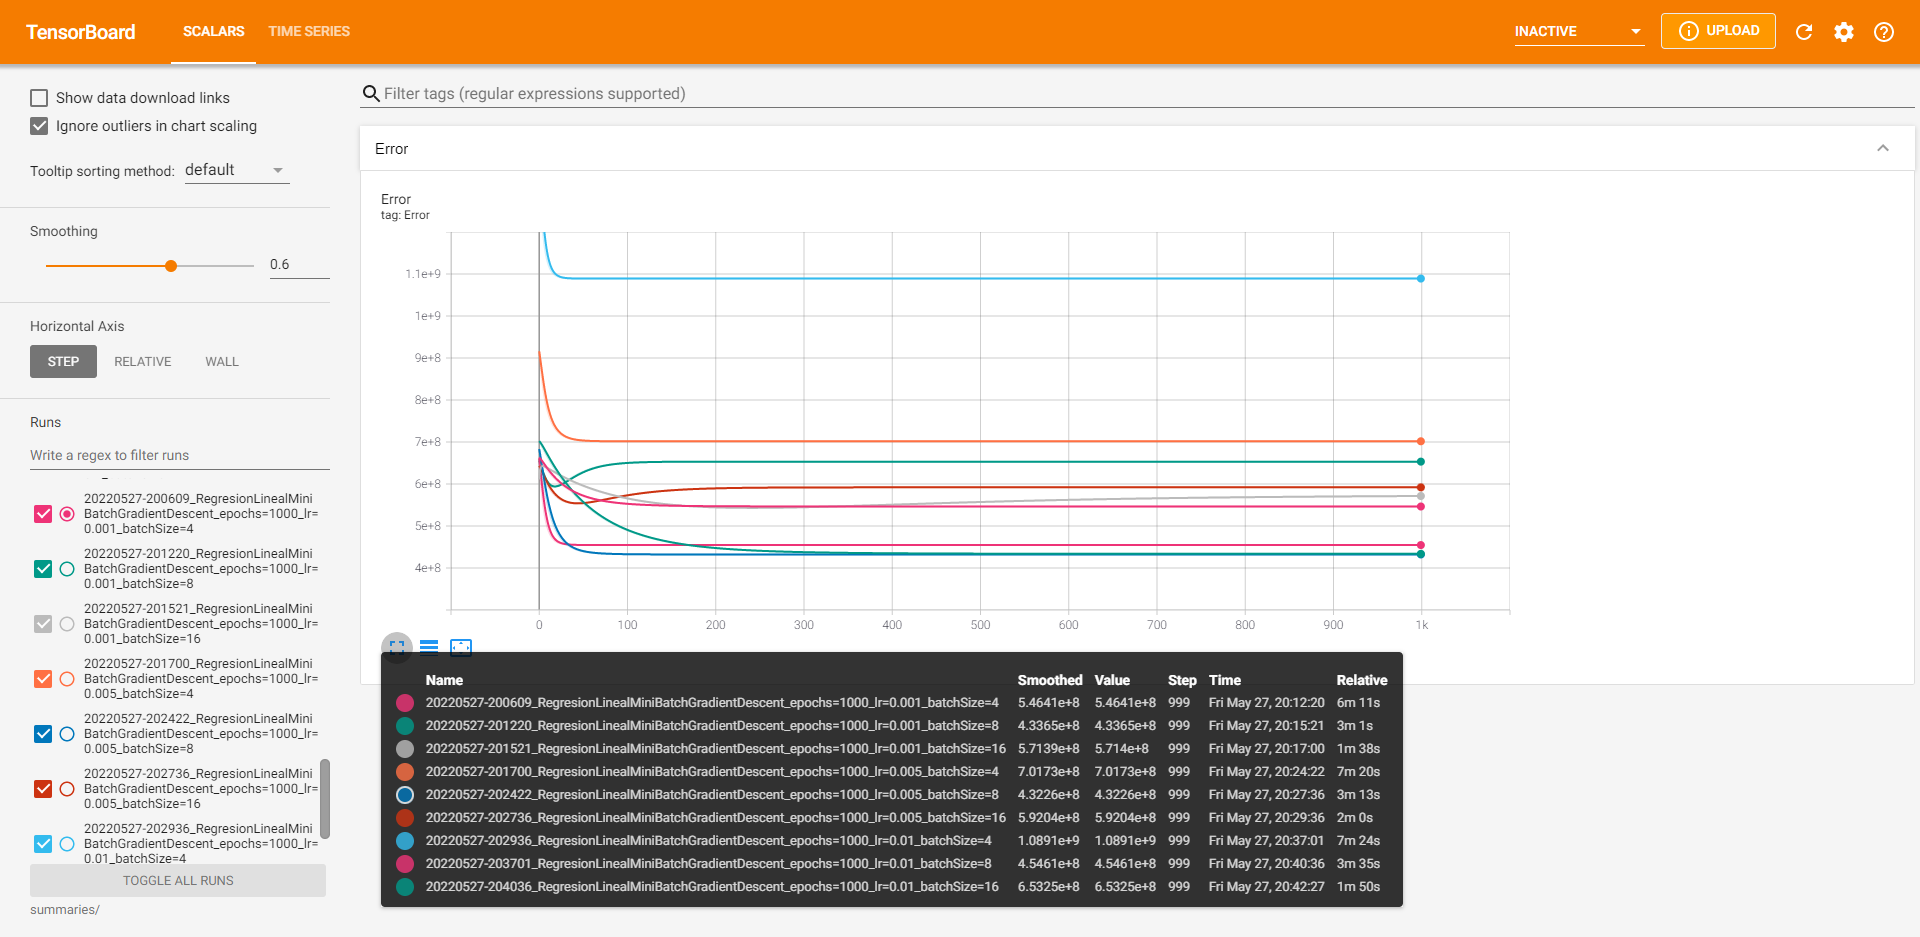 TensorBoard
SCALARS
TIME SERIES
INACTIVE
UPLOAD
Show data download links
Ignore outliers in chart scaling
Tooltip sorting method: default
Smoothing
0.6
Horizontal Axis
STEP RELATIVE WALL
Runs
Write a regex to filter runs
20220527-200609_RegresionLinealMini
BatchGradientDescent_epochs=1000_lr=
0.001_batchSize=4
20220527-201220_RegresionLinealMini
BatchGradientDescent_epochs=1000_lr=
0.001_batchSize=8
20220527-201521_RegresionLinealMini
BatchGradientDescent_epochs=1000_lr=
0.001_batchSize=16
20220527-201700_RegresionLinealMini
BatchGradientDescent_epochs=1000_lr=
0.005_batchSize=4
20220527-202422_RegresionLinealMini
BatchGradientDescent_epochs=1000_lr=
0.005_batchSize=8
20220527-202736_RegresionLinealMini
BatchGradientDescent_epochs=1000_lr=
0.005_batchSize=16
20220527-202936_RegresionLinealMini
BatchGradientDescent_epochs=1000_lr=
0.01_batchSize=4
TOGGLE ALL RUNS
summaries/
Filter tags (regular expressions supported)
Error
Error
tag: Error
1.1e+9
1e+9
9e+8
8e+8
7e+8
6e+8
5e+8
4e+8
0 100 200 300 400 500 600 700 800 900 1k
Name Smoothed Value Step Time Relative
20220527-200609_RegresionLinealMiniBatchGradientDescent_epochs=1000_lr=0.001_batchSize=4 5.4641e+8 5.4641e+8 999 Fri May 27, 20:12:20 6m 11s
20220527-201220_RegresionLinealMiniBatchGradientDescent_epochs=1000_lr=0.001_batchSize=8 4.3365e+8 4.3365e+8 999 Fri May 27, 20:15:21 3m 1s
20220527-201521_RegresionLinealMiniBatchGradientDescent_epochs=1000_lr=0.001_batchSize=16 5.7139e+8 5.714e+8 999 Fri May 27, 20:17:00 1m 38s
20220527-201700_RegresionLinealMiniBatchGradientDescent_epochs=1000_lr=0.005_batchSize=4 7.0173e+8 7.0173e+8 999 Fri May 27, 20:24:22 7m 20s
20220527-202422_RegresionLinealMiniBatchGradientDescent_epochs=1000_lr=0.005_batchSize=8 4.3226e+8 4.3226e+8 999 Fri May 27, 20:27:36 3m 13s
20220527-202736_RegresionLinealMiniBatchGradientDescent_epochs=1000_lr=0.005_batchSize=16 5.9204e+8 5.9204e+8 999 Fri May 27, 20:29:36 2m 0s
20220527-202936_RegresionLinealMiniBatchGradientDescent_epochs=1000_lr=0.01_batchSize=4 1.0891e+9 1.0891e+9 999 Fri May 27, 20:37:01 7m 24s
20220527-203701_RegresionLinealMiniBatchGradientDescent_epochs=1000_lr=0.01_batchSize=8 4.5461e+8 4.5461e+8 999 Fri May 27, 20:40:36 3m 35s
20220527-204036_RegresionLinealMiniBatchGradientDescent_epochs=1000_lr=0.01_batchSize=16 6.5325e+8 6.5325e+8 999 Fri May 27, 20:42:27 1m 50s